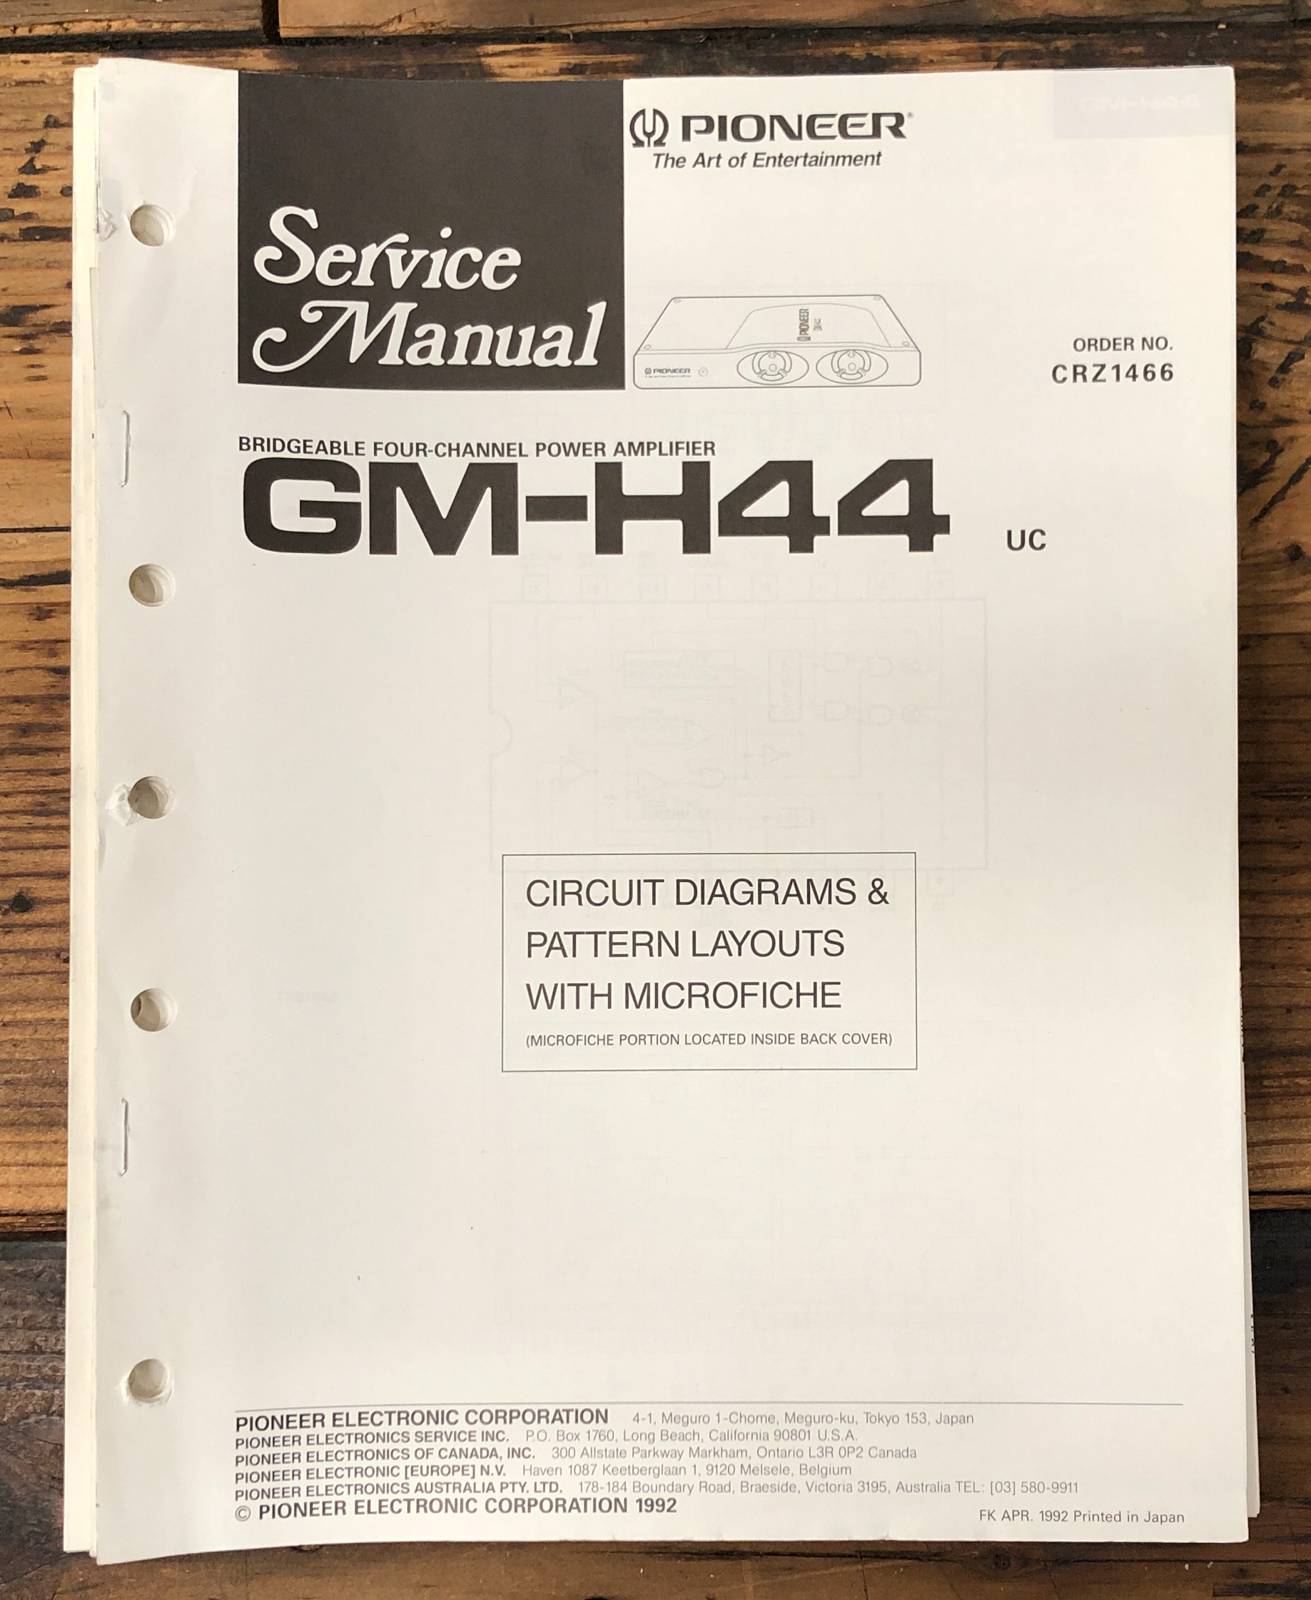 PIONEER®
The Art of Entertainment
Service
Manual
PIONEER
PIONEER
ORDER NO.
CRZ1466
BRIDGEABLE FOUR-CHANNEL POWER AMPLIFIER
GM-H44 UC
CIRCUIT DIAGRAMS &
PATTERN LAYOUTS
WITH MICROFICHE
(MICROFICHE PORTION LOCATED INSIDE BACK COVER)
PIONEER ELECTRONIC CORPORATION 4-1, Meguro 1-Chome, Meguro-ku, Tokyo 153, Japan
PIONEER ELECTRONICS SERVICE INC. P.O. Box 1760, Long Beach, California 90801 U.S.A.
PIONEER ELECTRONICS OF CANADA, INC. 300 Allstate Parkway Markham, Ontario L3R 0P2 Canada
PIONEER ELECTRONIC [EUROPE] N.V. Haven 1087 Keetberglaan 1, 9120 Melsele, Belgium
PIONEER ELECTRONICS AUSTRALIA PTY. LTD. 178-184 Boundary Road, Braeside, Victoria 3195, Australia TEL: [03] 580-9911
© PIONEER ELECTRONIC CORPORATION 1992
FK APR. 1992 Printed in Japan